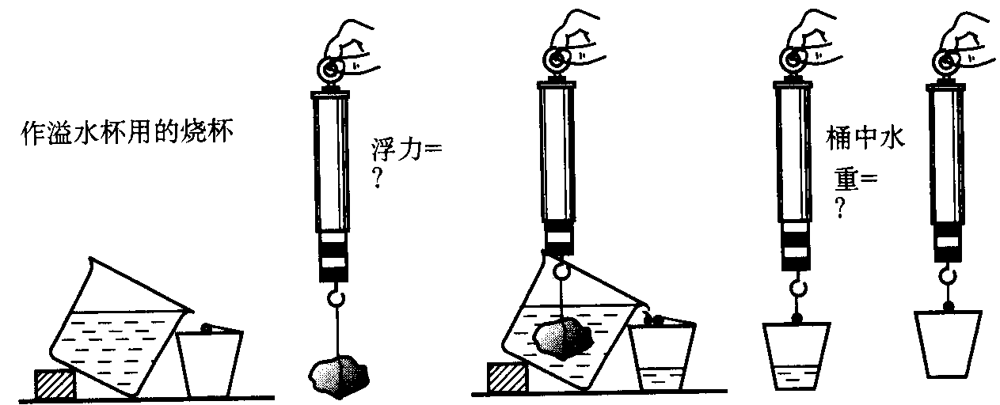 作溢水杯用的烧杯
浮力=
?
桶中水
重=
?